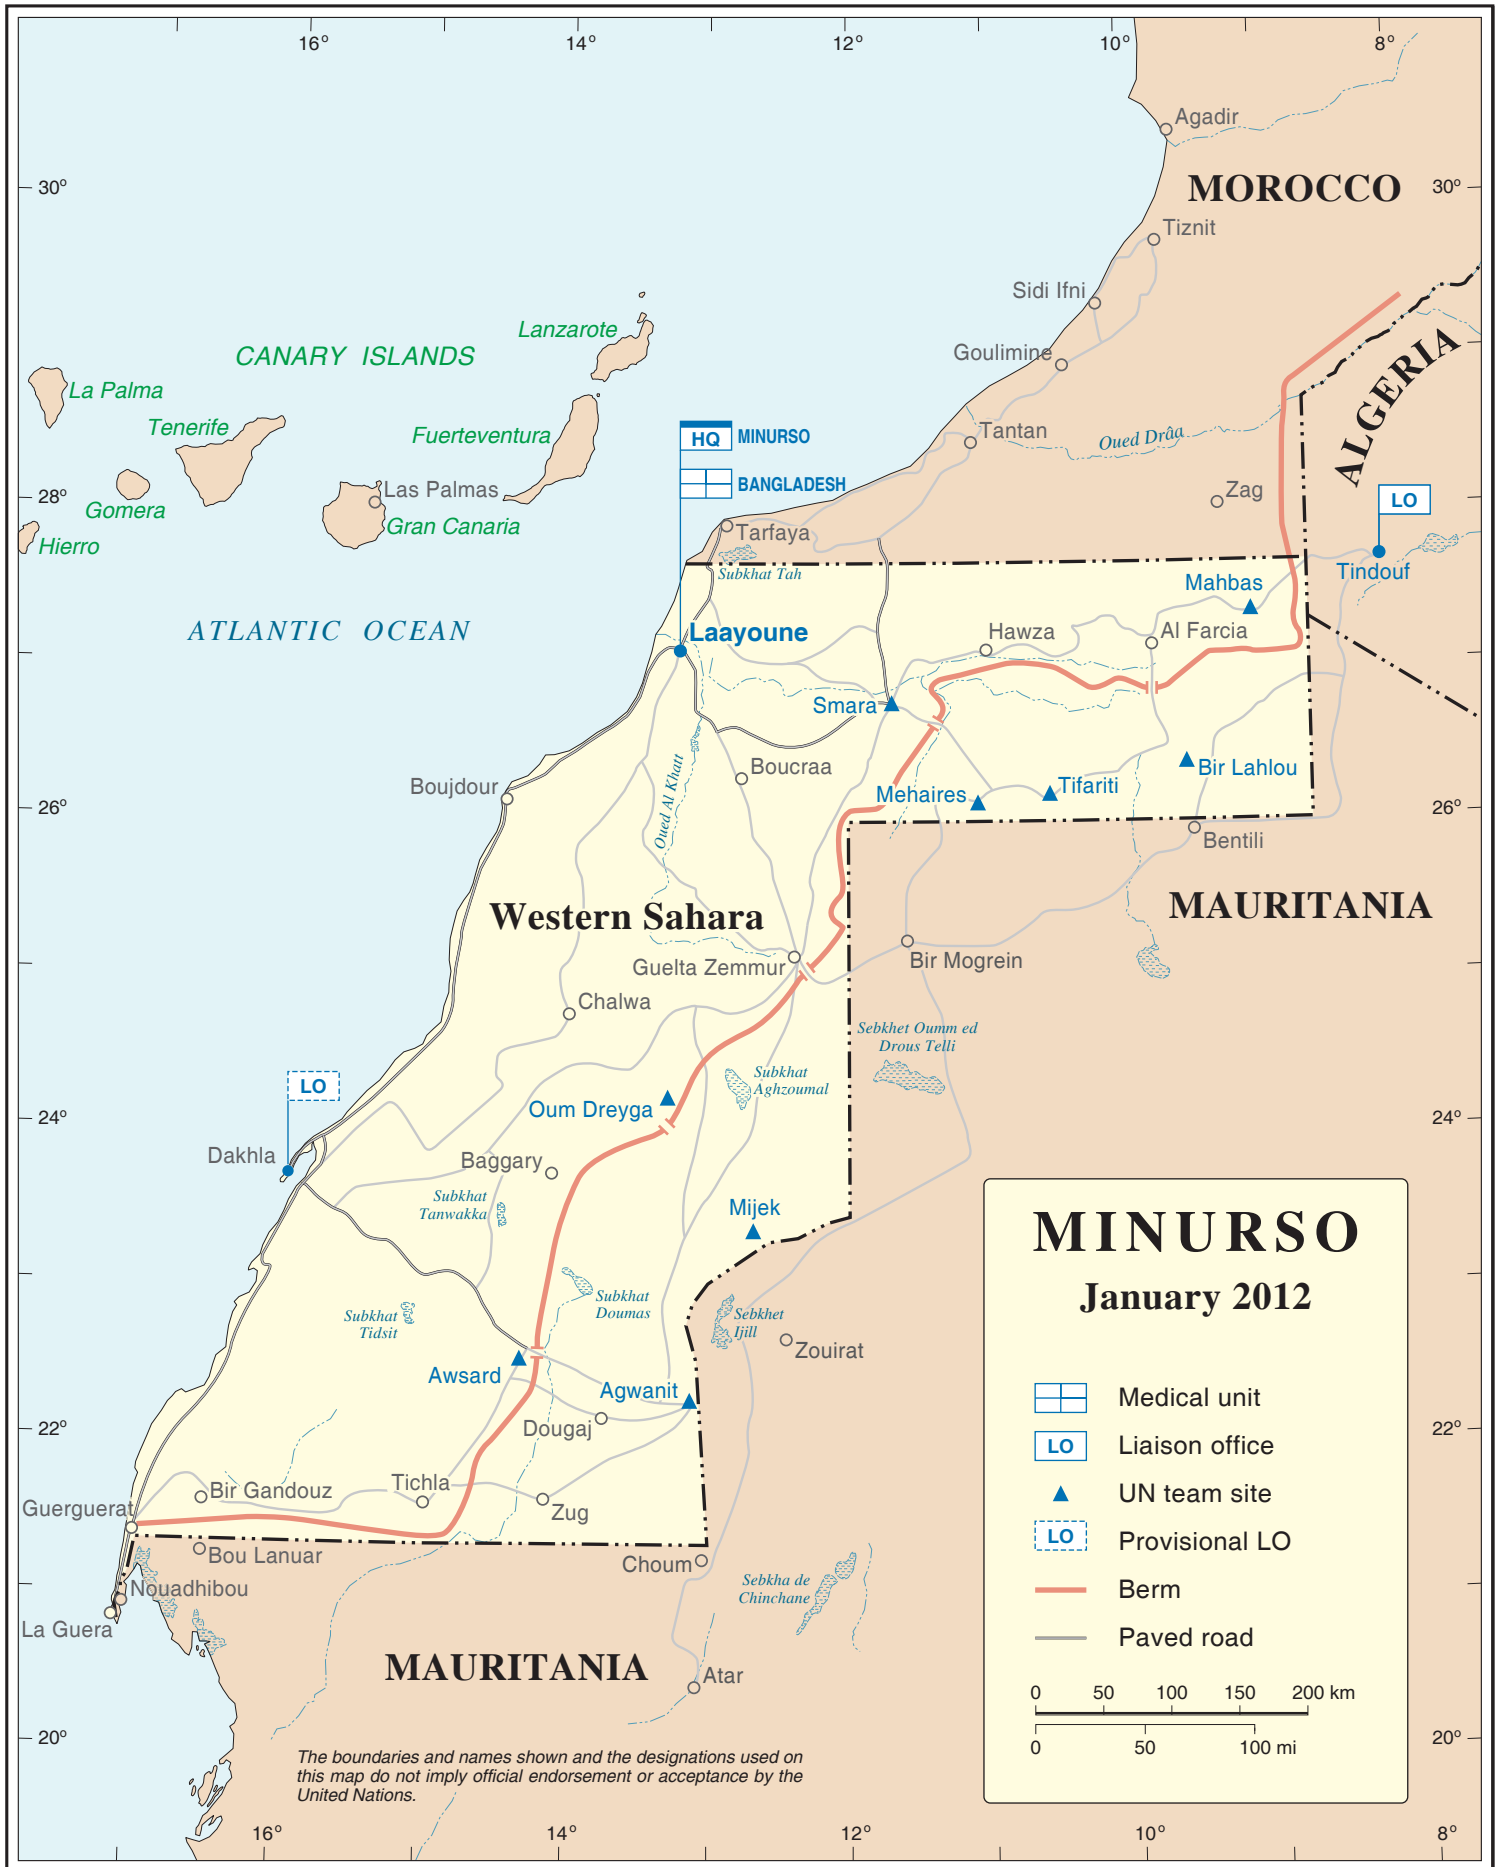 16° 14° 12° 10° 8°
Agadir
30° MOROCCO 30°
Tiznit
Sidi Ifni
Lanzarote
CANARY ISLANDS
Goulimine
ALGERIA
La Palma
Tenerife
Fuerteventura
HQ MINURSO
Tantan
Oued Drâa
BANGLADESH
28°
Las Palmas
Zag
LO
Gomera
Gran Canaria
Hierro
Tarfaya
Subkhat Tah
Tindouf
Mahbas
ATLANTIC OCEAN
Laayoune
Hawza
Al Farcia
Smara
Boucraa
Bir Lahlou
Boujdour
Oued Al Khatt
Mehaires
Tifariti
26° 26°
Bentili
Western Sahara
MAURITANIA
Guelta Zemmur
Bir Mogrein
Chalwa
Sebkhet Oumm ed
Drous Telli
Subkhat
Aghzoumal
LO
Oum Dreyga
24° 24°
Dakhla
Baggary
Subkhat
Tanwakka
Mijek
Subkhat
Doumas
Subkhat
Tidsit
Sebkhet
Ijill
Zouirat
Awsard
Agwanit
22° 22°
Dougaj
Tichla
Bir Gandouz
Guerguerat
Zug
Bou Lanuar
Choum
Nouadhibou
Sebkha de
Chinchane
La Guera
MAURITANIA
Atar
20° 20°
The boundaries and names shown and the designations used on
this map do not imply official endorsement or acceptance by the
United Nations.
16° 14° 12° 10° 8°
MINURSO
January 2012
Medical unit
LO Liaison office
UN team site
LO Provisional LO
Berm
Paved road
0 50 100 150 200 km
0 50 100 mi